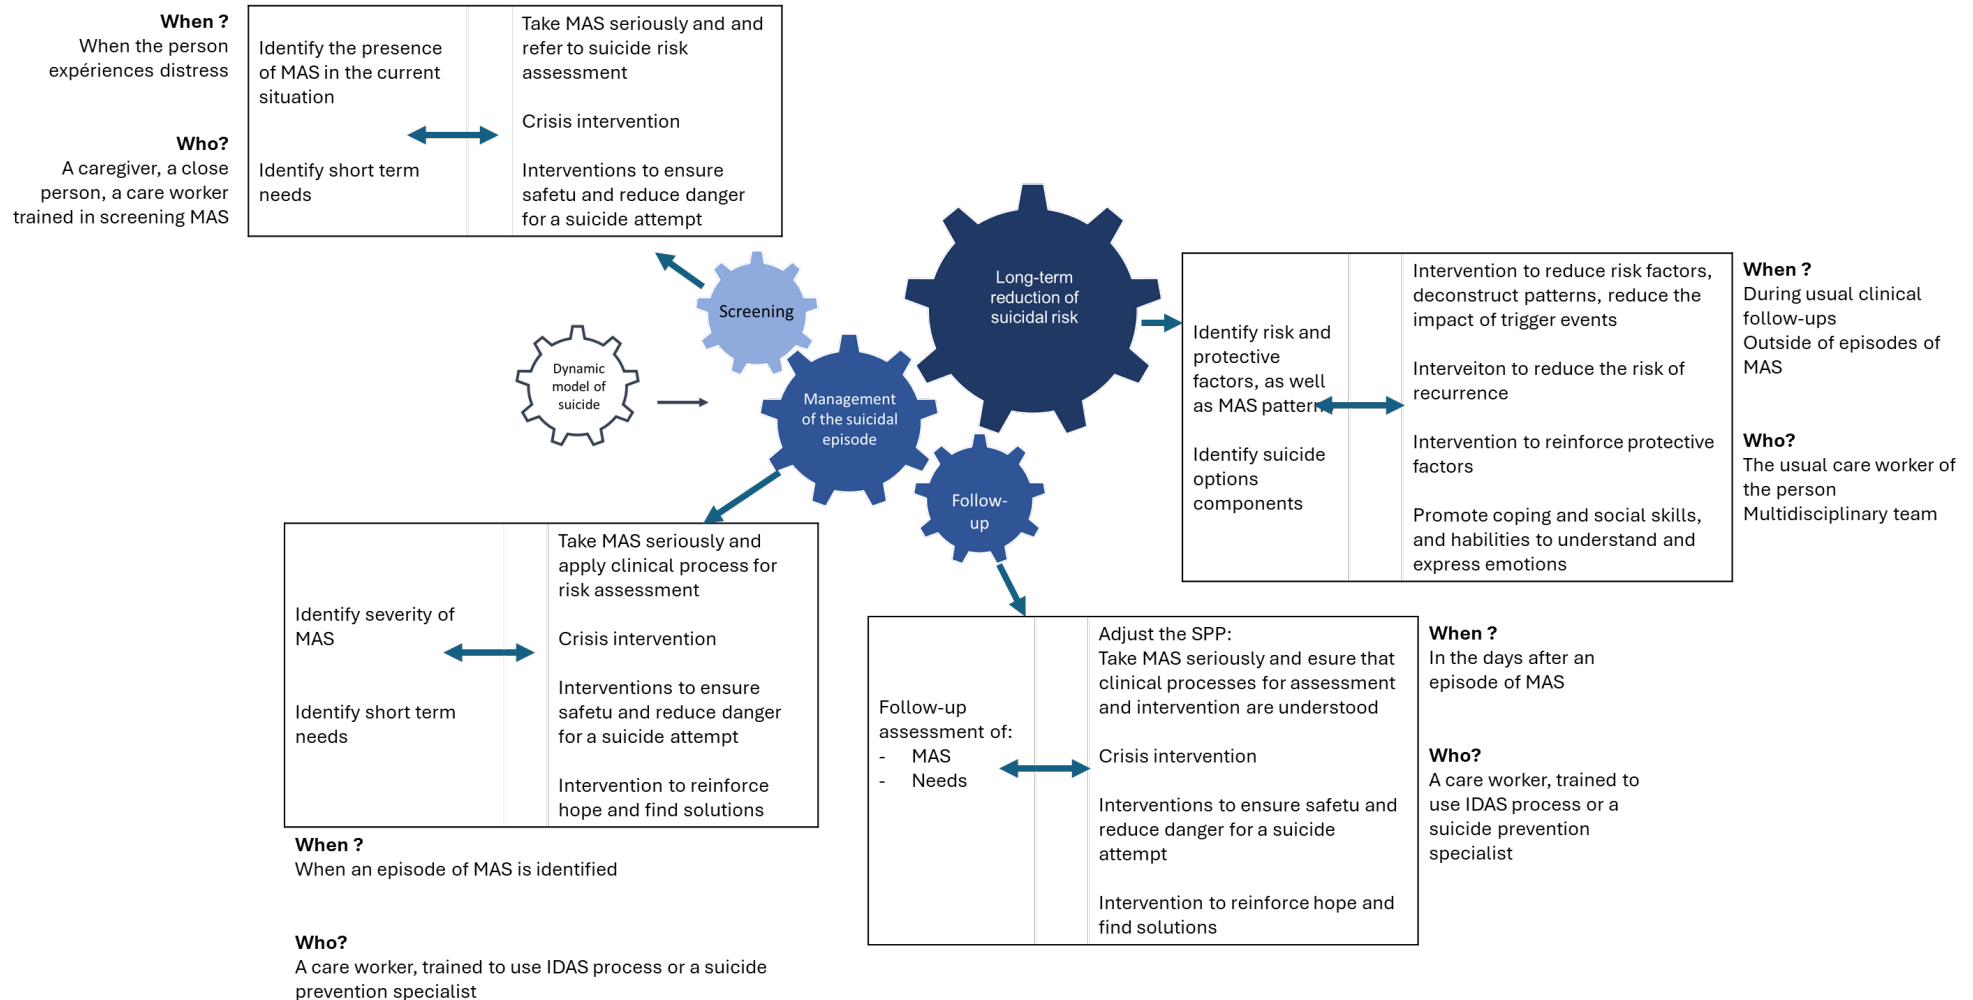 When ?
When the person
expériences distress
Who?
A caregiver, a close
person, a care worker
trained in screening MAS
Identify the presence
of MAS in the current
situation
Identify short term
needs
Take MAS seriously and and
refer to suicide risk
assessment
Crisis intervention
Interventions to ensure
safetu and reduce danger
for a suicide attempt
Screening
Dynamic
model of
suicide
Management
of the suicidal
episode
Long-term
reduction of
suicidal risk
Follow-
up
Identify risk and
protective
factors, as well
as MAS pattern
Identify suicide
options
components
Intervention to reduce risk factors,
deconstruct patterns, reduce the
impact of trigger events
Interveiton to reduce the risk of
recurrence
Intervention to reinforce protective
factors
Promote coping and social skills,
and habilities to understand and
express emotions
When ?
During usual clinical
follow-ups
Outside of episodes of
MAS
Who?
The usual care worker of
the person
Multidisciplinary team
Identify severity of
MAS
Identify short term
needs
Take MAS seriously and
apply clinical process for
risk assessment
Crisis intervention
Interventions to ensure
safetu and reduce danger
for a suicide attempt
Intervention to reinforce
hope and find solutions
When ?
When an episode of MAS is identified
Who?
A care worker, trained to use IDAS process or a suicide
prevention specialist
Follow-up
assessment of:
- MAS
- Needs
Adjust the SPP:
Take MAS seriously and esure that
clinical processes for assessment
and intervention are understood
Crisis intervention
Interventions to ensure safetu and
reduce danger for a suicide
attempt
Intervention to reinforce hope and
find solutions
When ?
In the days after an
episode of MAS
Who?
A care worker, trained to
use IDAS process or a
suicide prevention
specialist